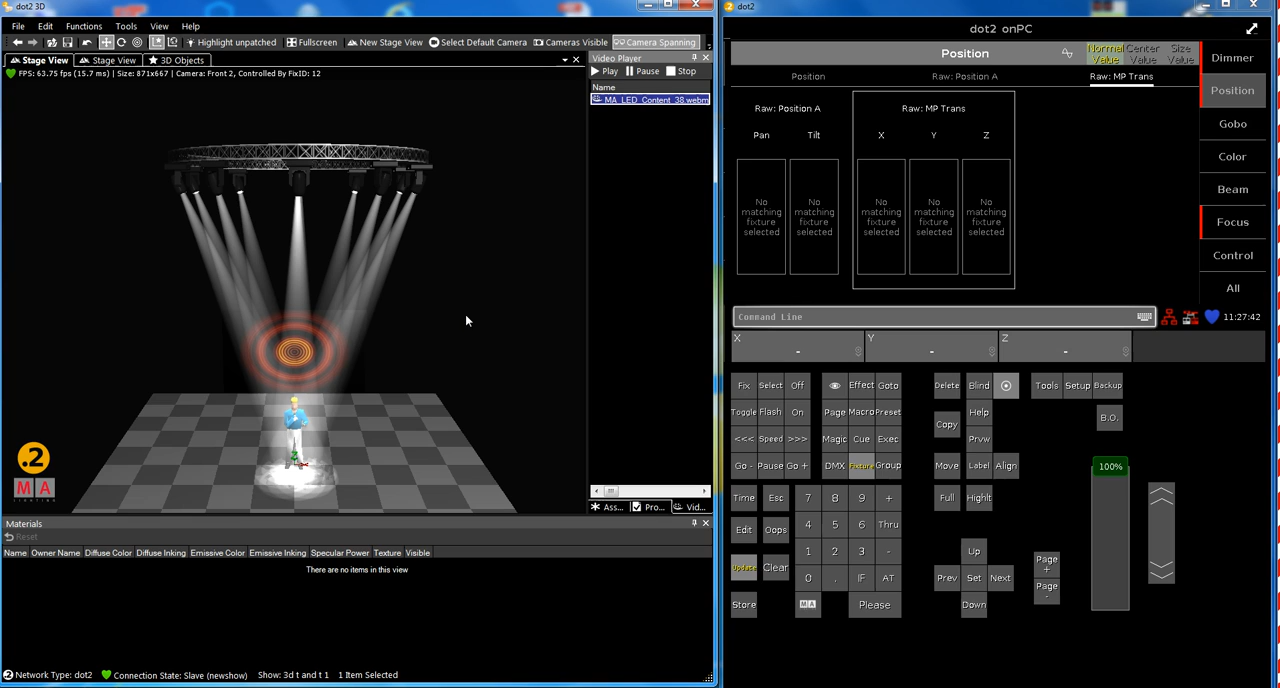 dot2 3D
File Edit Functions Tools View Help
Highlight unpatched Fullscreen New Stage View Select Default Camera Cameras Visible Camera Spanning
Stage View Stage View 3D Objects
FPS: 63.75 fps (15.7 ms) | Size: 871x667 | Camera: Front 2, Controlled By FixID: 12
Video Player
Play Pause Stop
Name
MA_LED_Content_38.webm
.2
MA
LIGHTING
Ass... Pro... Vid...
Materials
Reset
Name Owner Name Diffuse Color Diffuse Inking Emissive Color Emissive Inking Specular Power Texture Visible
There are no items in this view
Network Type: dot2 Connection State: Slave (newshow) Show: 3d t and t 1 1 Item Selected
dot2
dot2 onPC
Position
Normal Value
Center Value
Size Value
Position Raw: Position A Raw: MP Trans
Raw: Position A Raw: MP Trans
Pan Tilt X Y Z
No matching fixture selected
No matching fixture selected
No matching fixture selected
No matching fixture selected
No matching fixture selected
Dimmer
Position
Gobo
Color
Beam
Focus
Control
All
Command Line
11:27:42
X Y Z
- - -
Fix Select Off Effect Goto Delete Blind Tools Setup Backup
Toggle Flash On Page Macro Preset Copy Help B.O.
<<< Speed >>> Magic Cue Exec Prvw
Go - Pause Go + DMX Fixture Group Move Label Align 100%
Time Esc 7 8 9 + Full Highlt
Edit Oops 4 5 6 Thru
Update Clear 1 2 3 - Up Page +
0 . IF AT Prev Set Next Page -
Store MA Please Down